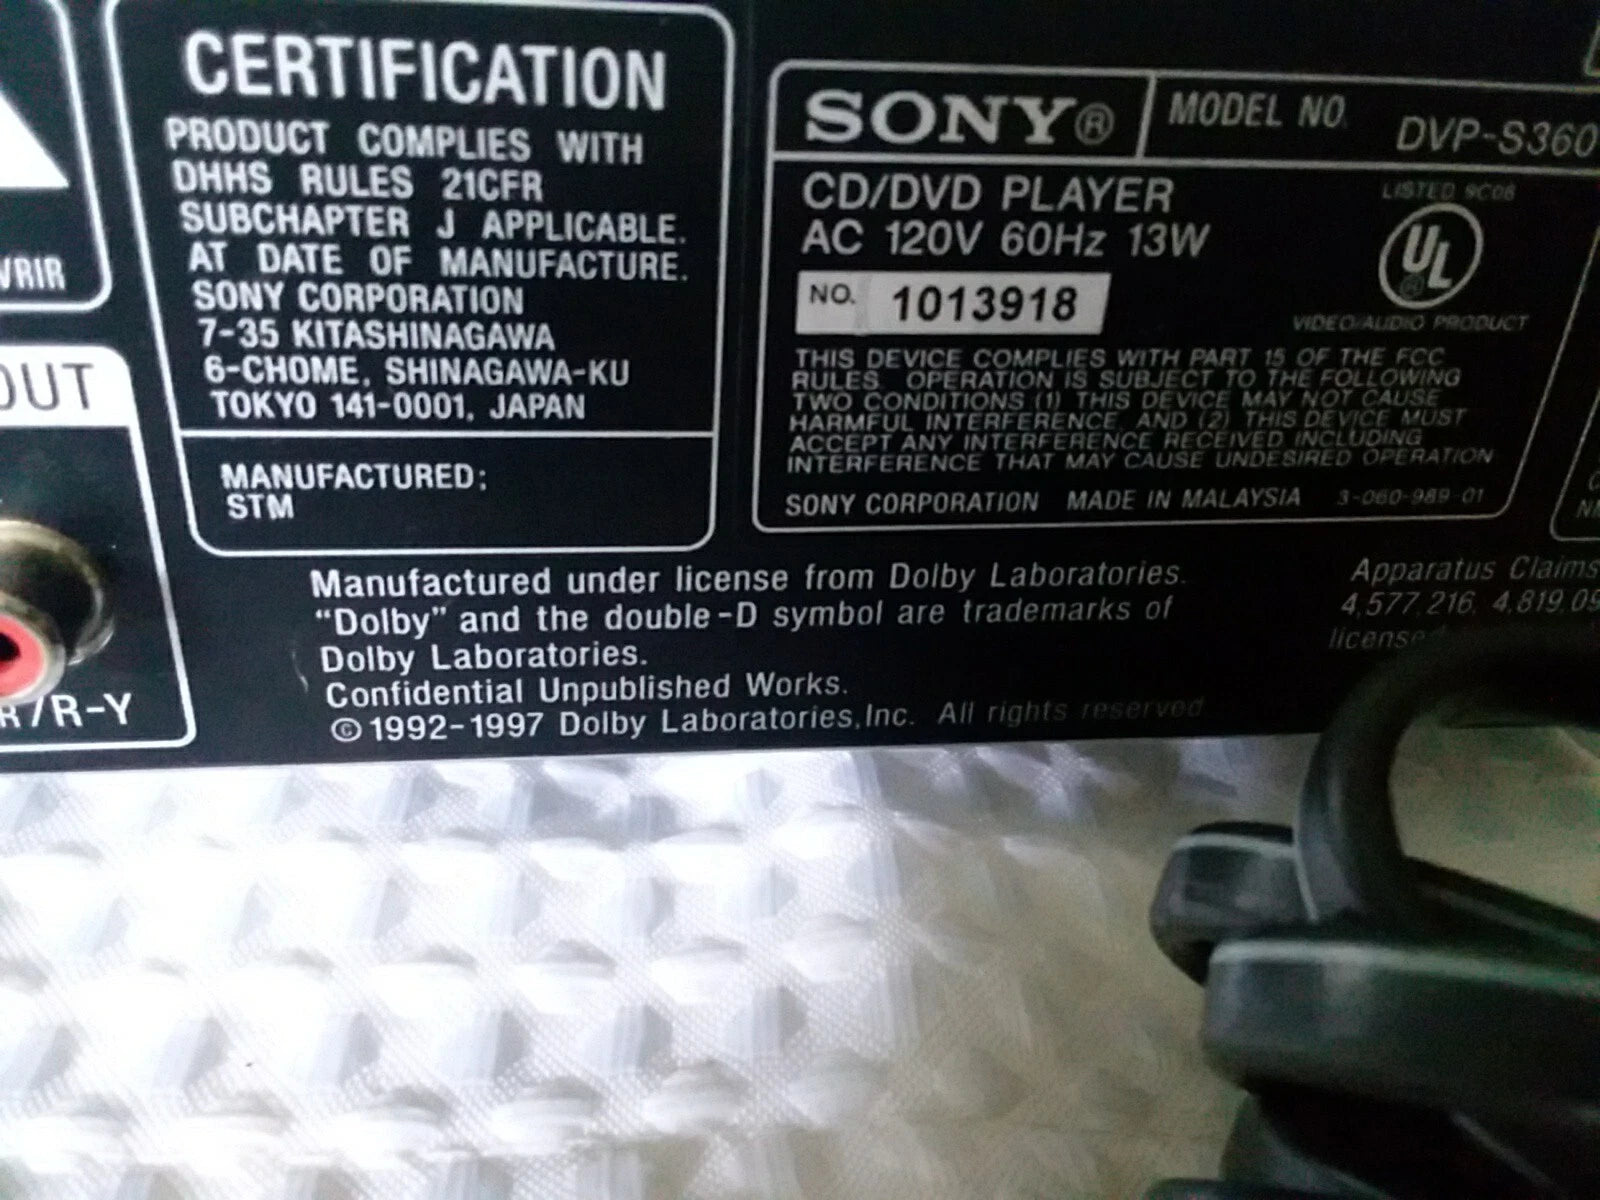 CERTIFICATION
PRODUCT COMPLIES WITH
DHHS RULES 21CFR
SUBCHAPTER J APPLICABLE.
AT DATE OF MANUFACTURE.
SONY CORPORATION
7-35 KITASHINAGAWA
6-CHOME, SHINAGAWA-KU
TOKYO 141-0001, JAPAN
MANUFACTURED:
STM
SONY® MODEL NO. DVP-S360
CD/DVD PLAYER
AC 120V 60Hz 13W
NO. 1013918
LISTED 9C06
UL ®
VIDEO/AUDIO PRODUCT
THIS DEVICE COMPLIES WITH PART 15 OF THE FCC
RULES. OPERATION IS SUBJECT TO THE FOLLOWING
TWO CONDITIONS (1) THIS DEVICE MAY NOT CAUSE
HARMFUL INTERFERENCE, AND (2) THIS DEVICE MUST
ACCEPT ANY INTERFERENCE RECEIVED INCLUDING
INTERFERENCE THAT MAY CAUSE UNDESIRED OPERATION
SONY CORPORATION MADE IN MALAYSIA 3-060-989-01
Manufactured under license from Dolby Laboratories.
"Dolby" and the double-D symbol are trademarks of
Dolby Laboratories.
Confidential Unpublished Works.
© 1992-1997 Dolby Laboratories, Inc. All rights reserved
Apparatus Claims
4,577,216, 4,819,09
license
VRIR
OUT
R/R-Y